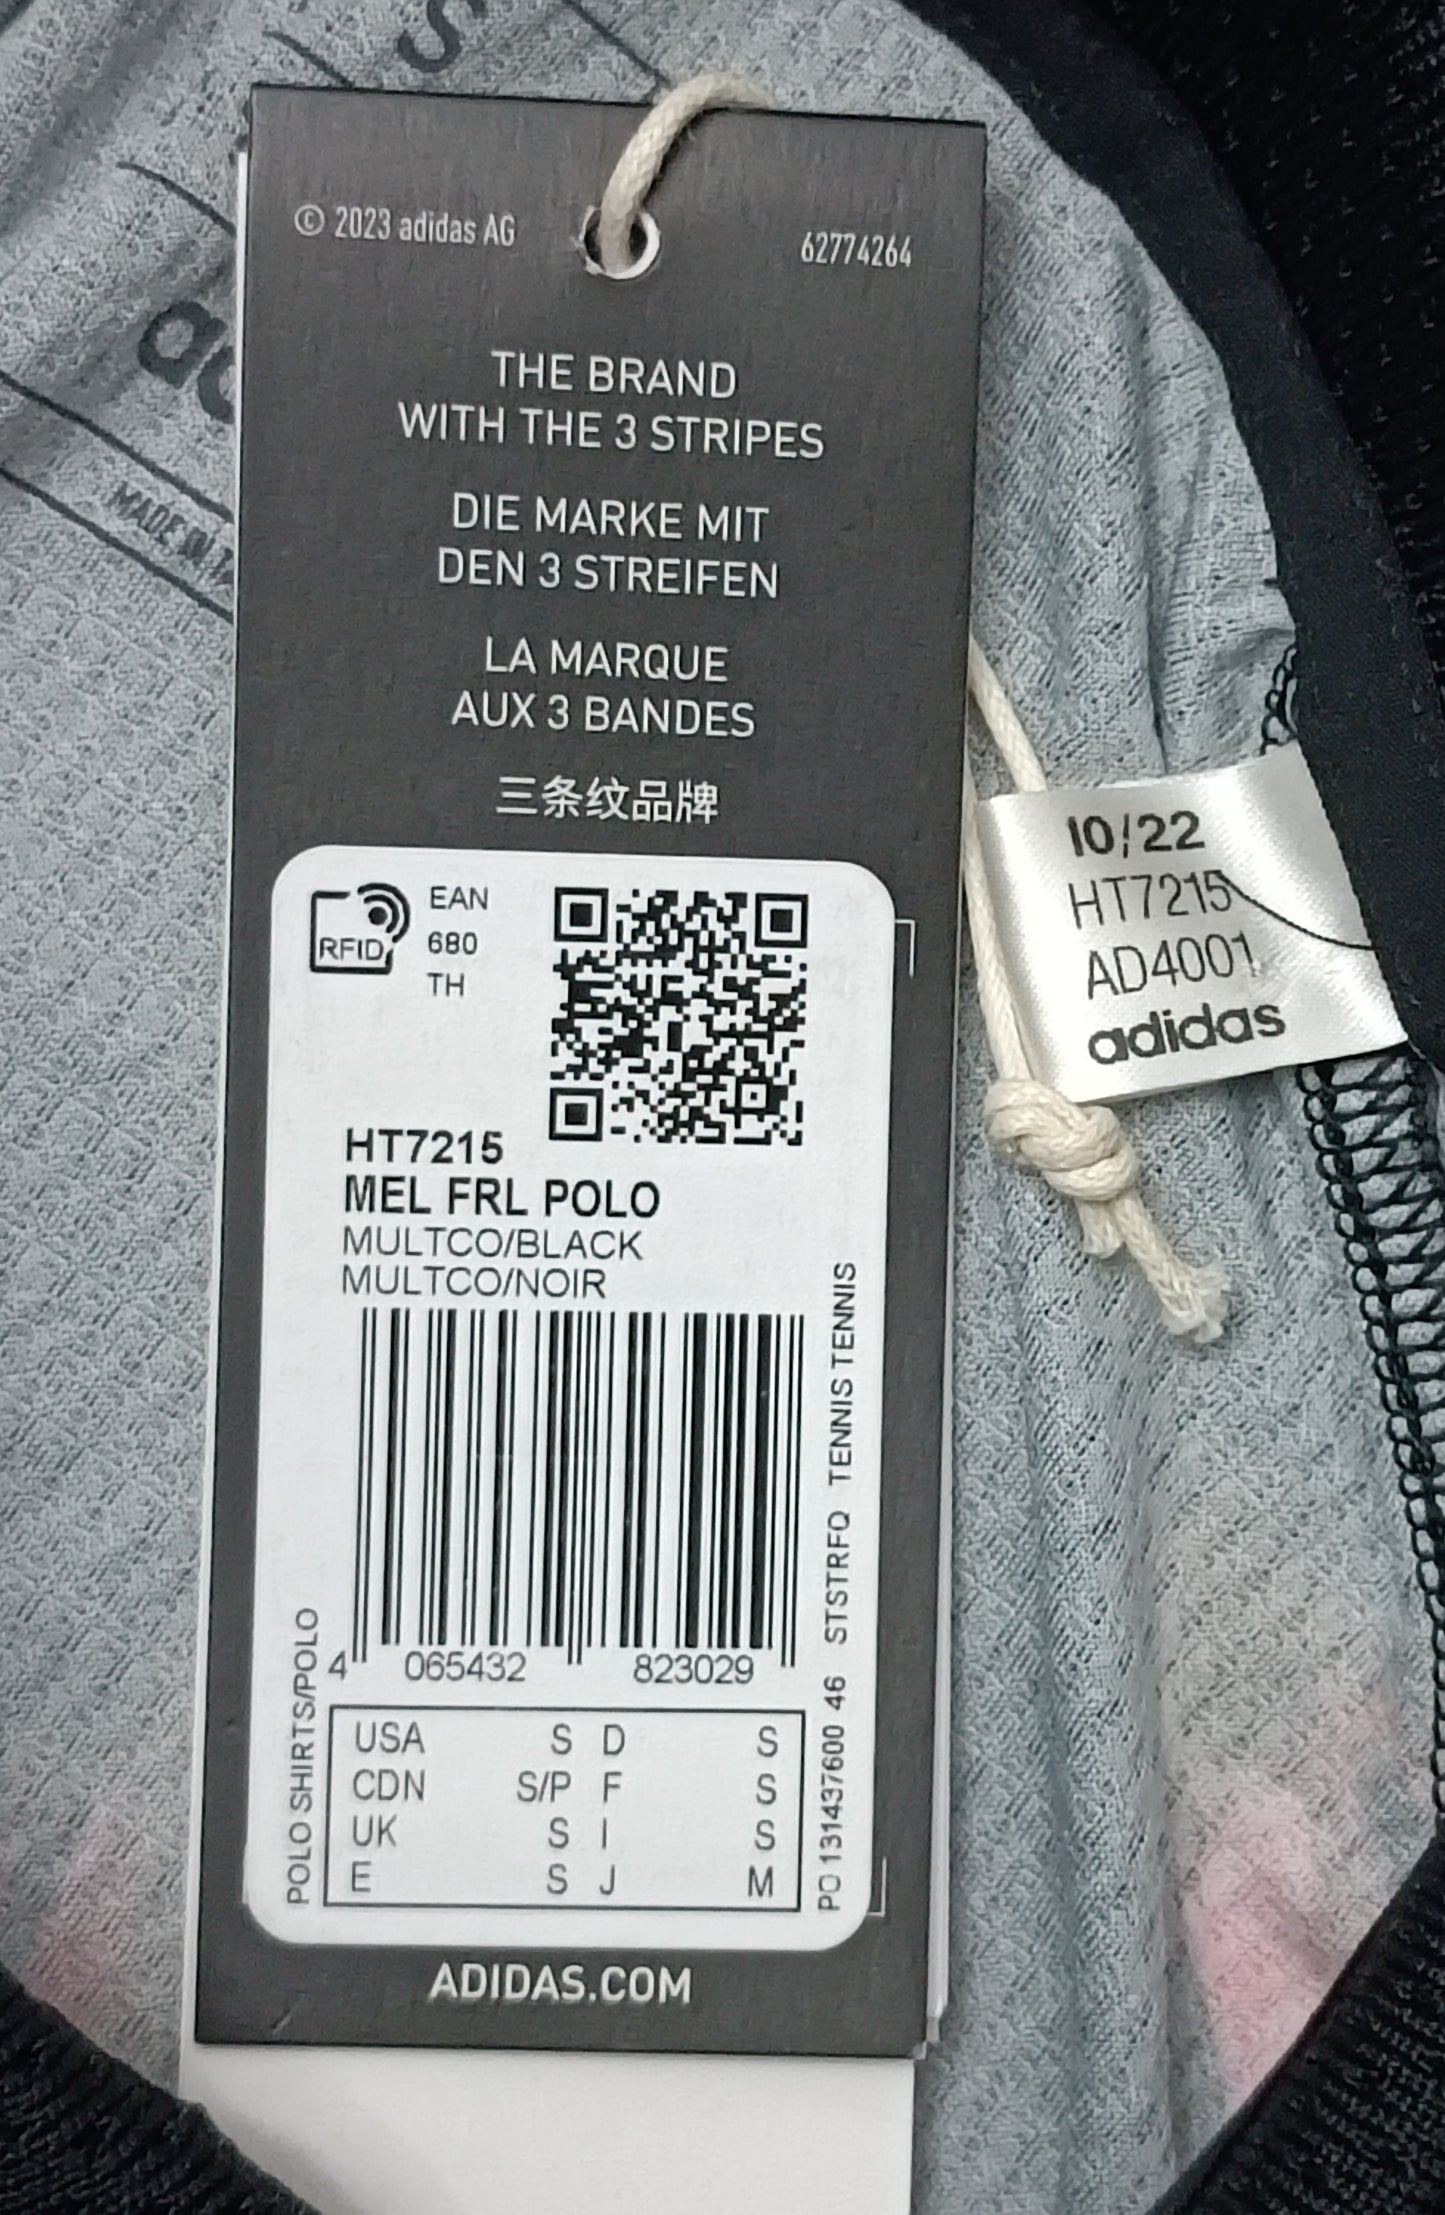 © 2023 adidas AG
62774264
THE BRAND
WITH THE 3 STRIPES
DIE MARKE MIT
DEN 3 STREIFEN
LA MARQUE
AUX 3 BANDES
三条纹品牌
RFID
EAN
680
TH
HT7215
MEL FRL POLO
MULTCO/BLACK
MULTCO/NOIR
4 065432 823029
POLO SHIRTS/POLO
PO 131437600 46 STSTRFQ TENNIS TENNIS
USA S D S
CDN S/P F S
UK S I S
E S J M
ADIDAS.COM
10/22
HT7215
AD4001
adidas
MADE IN